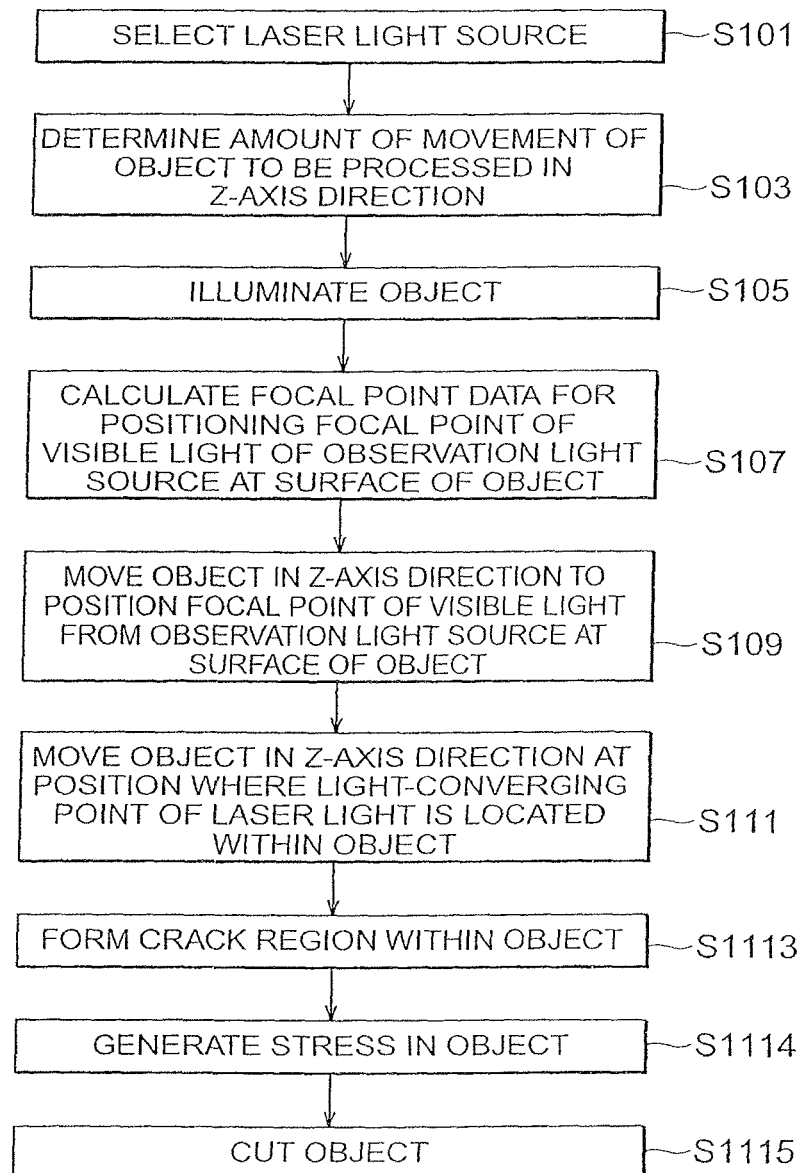 SELECT LASER LIGHT SOURCE
S101
DETERMINE AMOUNT OF MOVEMENT OF
OBJECT TO BE PROCESSED IN
Z-AXIS DIRECTION
S103
ILLUMINATE OBJECT
S105
CALCULATE FOCAL POINT DATA FOR
POSITIONING FOCAL POINT OF
VISIBLE LIGHT OF OBSERVATION LIGHT
SOURCE AT SURFACE OF OBJECT
S107
MOVE OBJECT IN Z-AXIS DIRECTION TO
POSITION FOCAL POINT OF VISIBLE LIGHT
FROM OBSERVATION LIGHT SOURCE AT
SURFACE OF OBJECT
S109
MOVE OBJECT IN Z-AXIS DIRECTION AT
POSITION WHERE LIGHT-CONVERGING
POINT OF LASER LIGHT IS LOCATED
WITHIN OBJECT
S111
FORM CRACK REGION WITHIN OBJECT
S1113
GENERATE STRESS IN OBJECT
S1114
CUT OBJECT
S1115